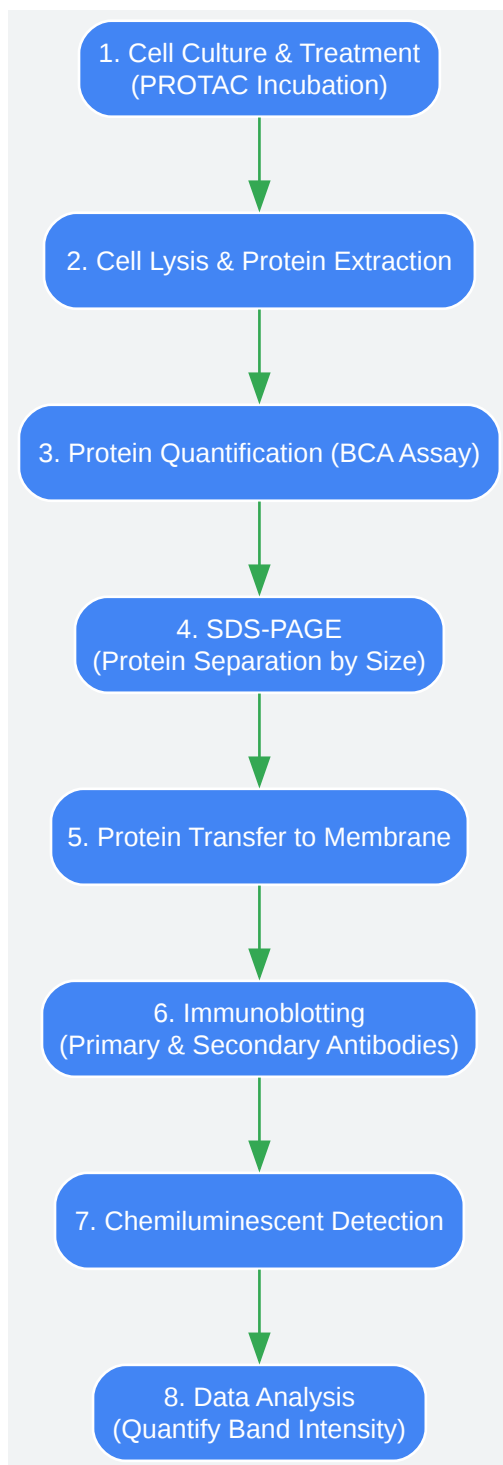 1. Cell Culture & Treatment
(PROTAC Incubation)
2. Cell Lysis & Protein Extraction
3. Protein Quantification (BCA Assay)
4. SDS-PAGE
(Protein Separation by Size)
5. Protein Transfer to Membrane
6. Immunoblotting
(Primary & Secondary Antibodies)
7. Chemiluminescent Detection
8. Data Analysis
(Quantify Band Intensity)